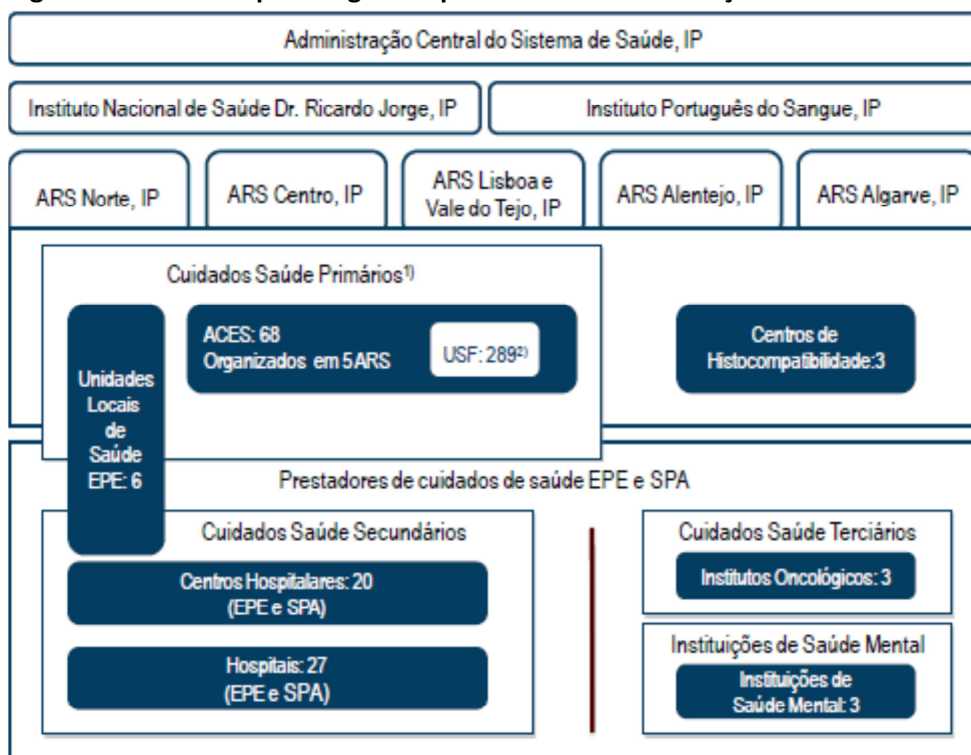 Administração Central do Sistema de Saúde, IP
Instituto Nacional de Saúde Dr. Ricardo Jorge, IP
Instituto Português do Sangue, IP
ARS Norte, IP
ARS Centro, IP
ARS Lisboa e
Vale do Tejo, IP
ARS Alentejo, IP
ARS Algarve, IP
Cuidados Saúde Primários1)
ACES: 68
Organizados em 5 ARS
USF: 2892)
Centros de
Histocompatibilidade:3
Unidades
Locais
de
Saúde
EPE: 6
Prestadores de cuidados de saúde EPE e SPA
Cuidados Saúde Secundários
Centros Hospitalares: 20
(EPE e SPA)
Hospitais: 27
(EPE e SPA)
Cuidados Saúde Terciários
Institutos Oncológicos: 3
Instituições de Saúde Mental
Instituições de
Saúde Mental: 3